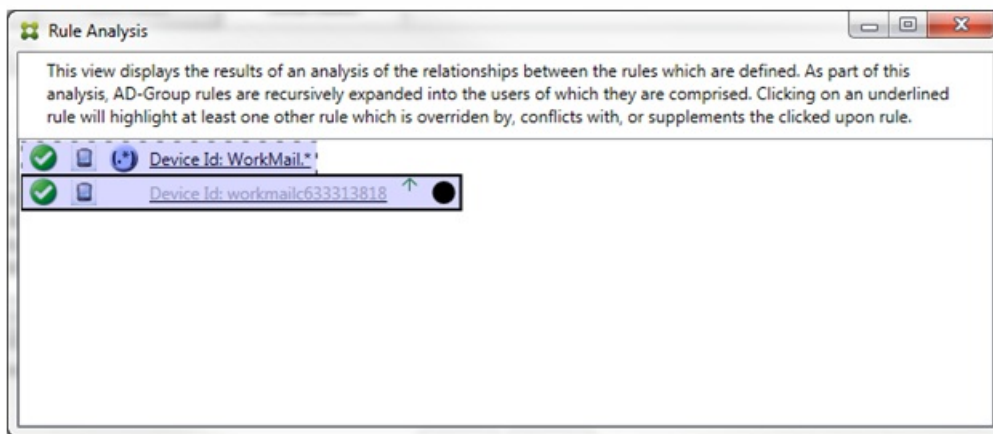 Rule Analysis
This view displays the results of an analysis of the relationships between the rules which are defined. As part of this
analysis, AD-Group rules are recursively expanded into the users of which they are comprised. Clicking on an underlined
rule will highlight at least one other rule which is overriden by, conflicts with, or supplements the clicked upon rule.
(.*) Device Id: WorkMail.*
Device Id: workmailc633313818